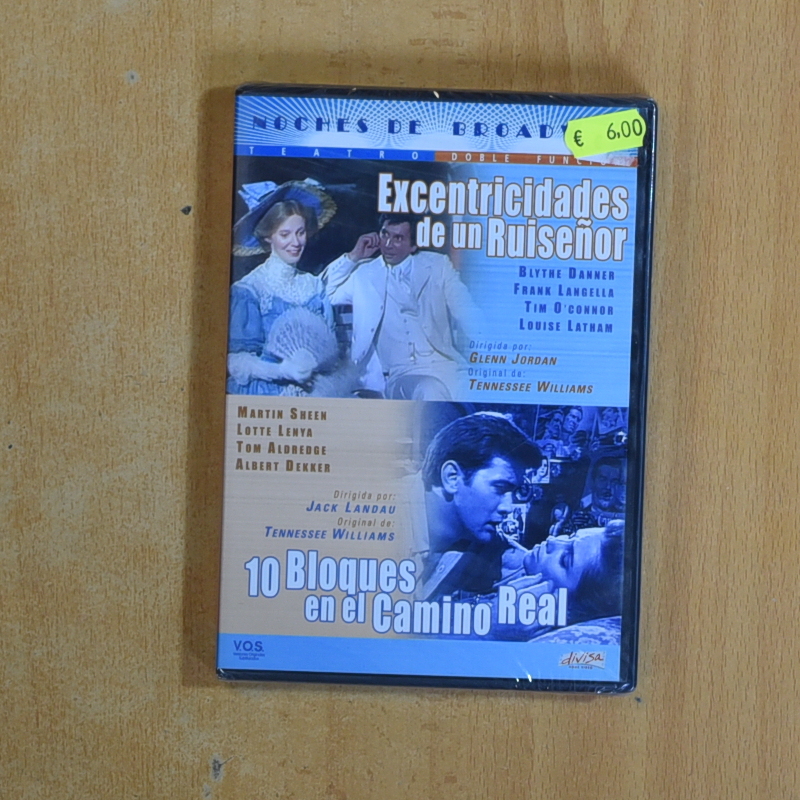 NOCHES DE BROADW
€ 6,00
TEATRO DOBLE FUNCIÓ
Excentricidades
de un Ruiseñor
BLYTHE DANNER
FRANK LANGELLA
TIM O'CONNOR
LOUISE LATHAM
Dirigida por:
GLENN JORDAN
Original de:
TENNESSEE WILLIAMS
MARTIN SHEEN
LOTTE LENYA
TOM ALDREDGE
ALBERT DEKKER
Dirigida por:
JACK LANDAU
Original de:
TENNESSEE WILLIAMS
10 Bloques
en el Camino Real
V.O.S.
divisa